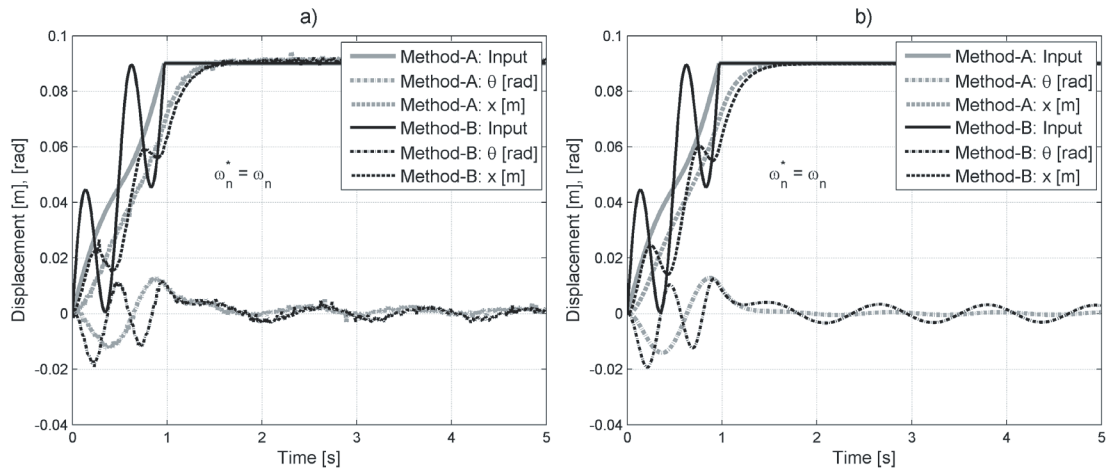 a)
Displacement [m], [rad]
0.1
0.08
0.06
0.04
0.02
0
-0.02
-0.04
Method-A: Input
Method-A: θ [rad]
Method-A: x [m]
Method-B: Input
Method-B: θ [rad]
Method-B: x [m]
ω*n = ωn
0 1 2 3 4 5
Time [s]
b)
Displacement [m], [rad]
0.1
0.08
0.06
0.04
0.02
0
-0.02
-0.04
Method-A: Input
Method-A: θ [rad]
Method-A: x [m]
Method-B: Input
Method-B: θ [rad]
Method-B: x [m]
ω*n = ωn
0 1 2 3 4 5
Time [s]